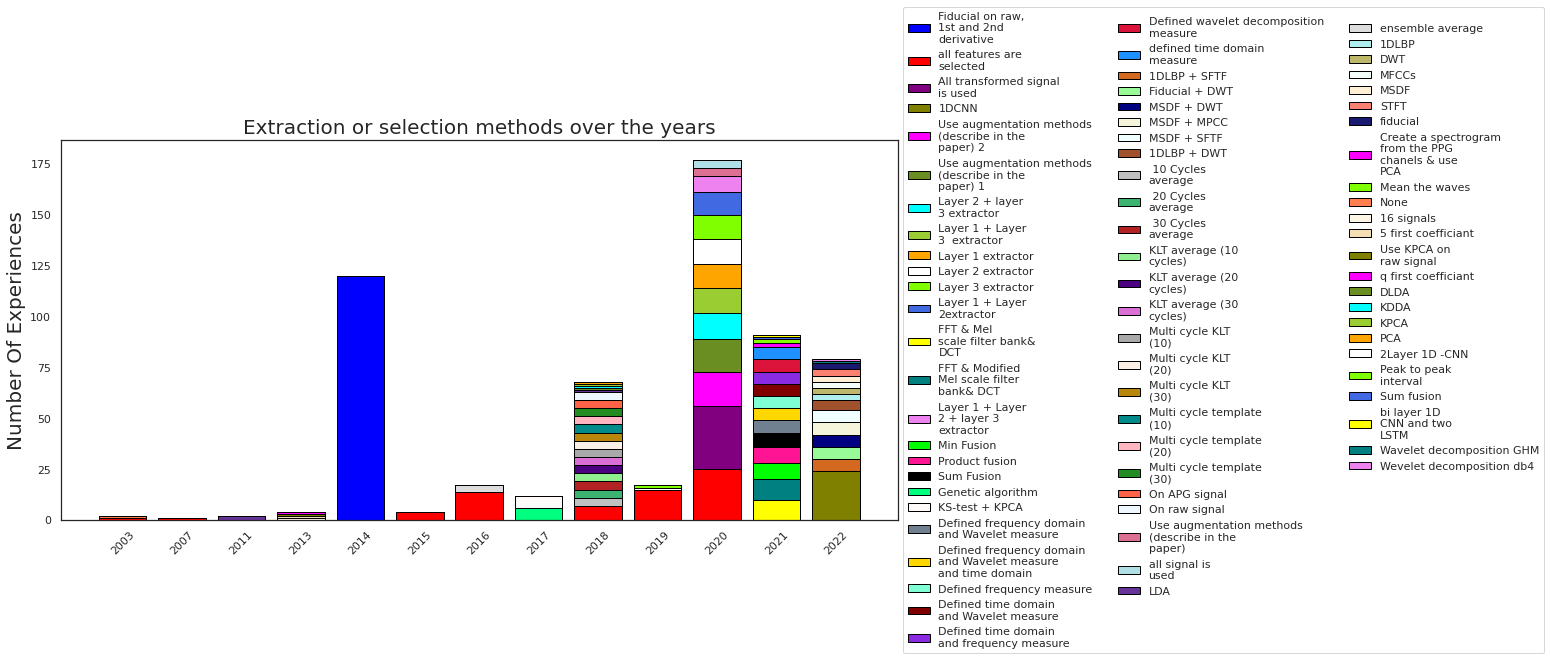 Extraction or selection methods over the years
Number Of Experiences
175
150
125
100
75
50
25
0
2003
2007
2011
2013
2014
2015
2016
2017
2018
2019
2020
2021
2022
Fiducial on raw,
1st and 2nd
derivative
all features are
selected
All transformed signal
is used
1DCNN
Use augmentation methods
(describe in the
paper) 2
Use augmentation methods
(describe in the
paper) 1
Layer 2 + layer
3 extractor
Layer 1 + Layer
3  extractor
Layer 1 extractor
Layer 2 extractor
Layer 3 extractor
Layer 1 + Layer
2extractor
FFT & Mel
scale filter bank&
DCT
FFT & Modified
Mel scale filter
bank& DCT
Layer 1 + Layer
2 + layer 3
extractor
Min Fusion
Product fusion
Sum Fusion
Genetic algorithm
KS-test + KPCA
Defined frequency domain
and Wavelet measure
Defined frequency domain
and Wavelet measure
and time domain
Defined frequency measure
Defined time domain
and Wavelet measure
Defined time domain
and frequency measure
Defined wavelet decomposition
measure
defined time domain
measure
1DLBP + SFTF
Fiducial + DWT
MSDF + DWT
MSDF + MPCC
MSDF + SFTF
1DLBP + DWT
10 Cycles
average
20 Cycles
average
30 Cycles
average
KLT average (10
cycles)
KLT average (20
cycles)
KLT average (30
cycles)
Multi cycle KLT
(10)
Multi cycle KLT
(20)
Multi cycle KLT
(30)
Multi cycle template
(10)
Multi cycle template
(20)
Multi cycle template
(30)
On APG signal
On raw signal
Use augmentation methods
(describe in the
paper)
all signal is
used
LDA
ensemble average
1DLBP
DWT
MFCCs
MSDF
STFT
fiducial
Create a spectrogram
from the PPG
chanels & use
PCA
Mean the waves
None
16 signals
5 first coefficiant
Use KPCA on
raw signal
q first coefficiant
DLDA
KDDA
KPCA
PCA
2Layer 1D -CNN
Peak to peak
interval
Sum fusion
bi layer 1D
CNN and two
LSTM
Wavelet decomposition GHM
Wevelet decomposition db4